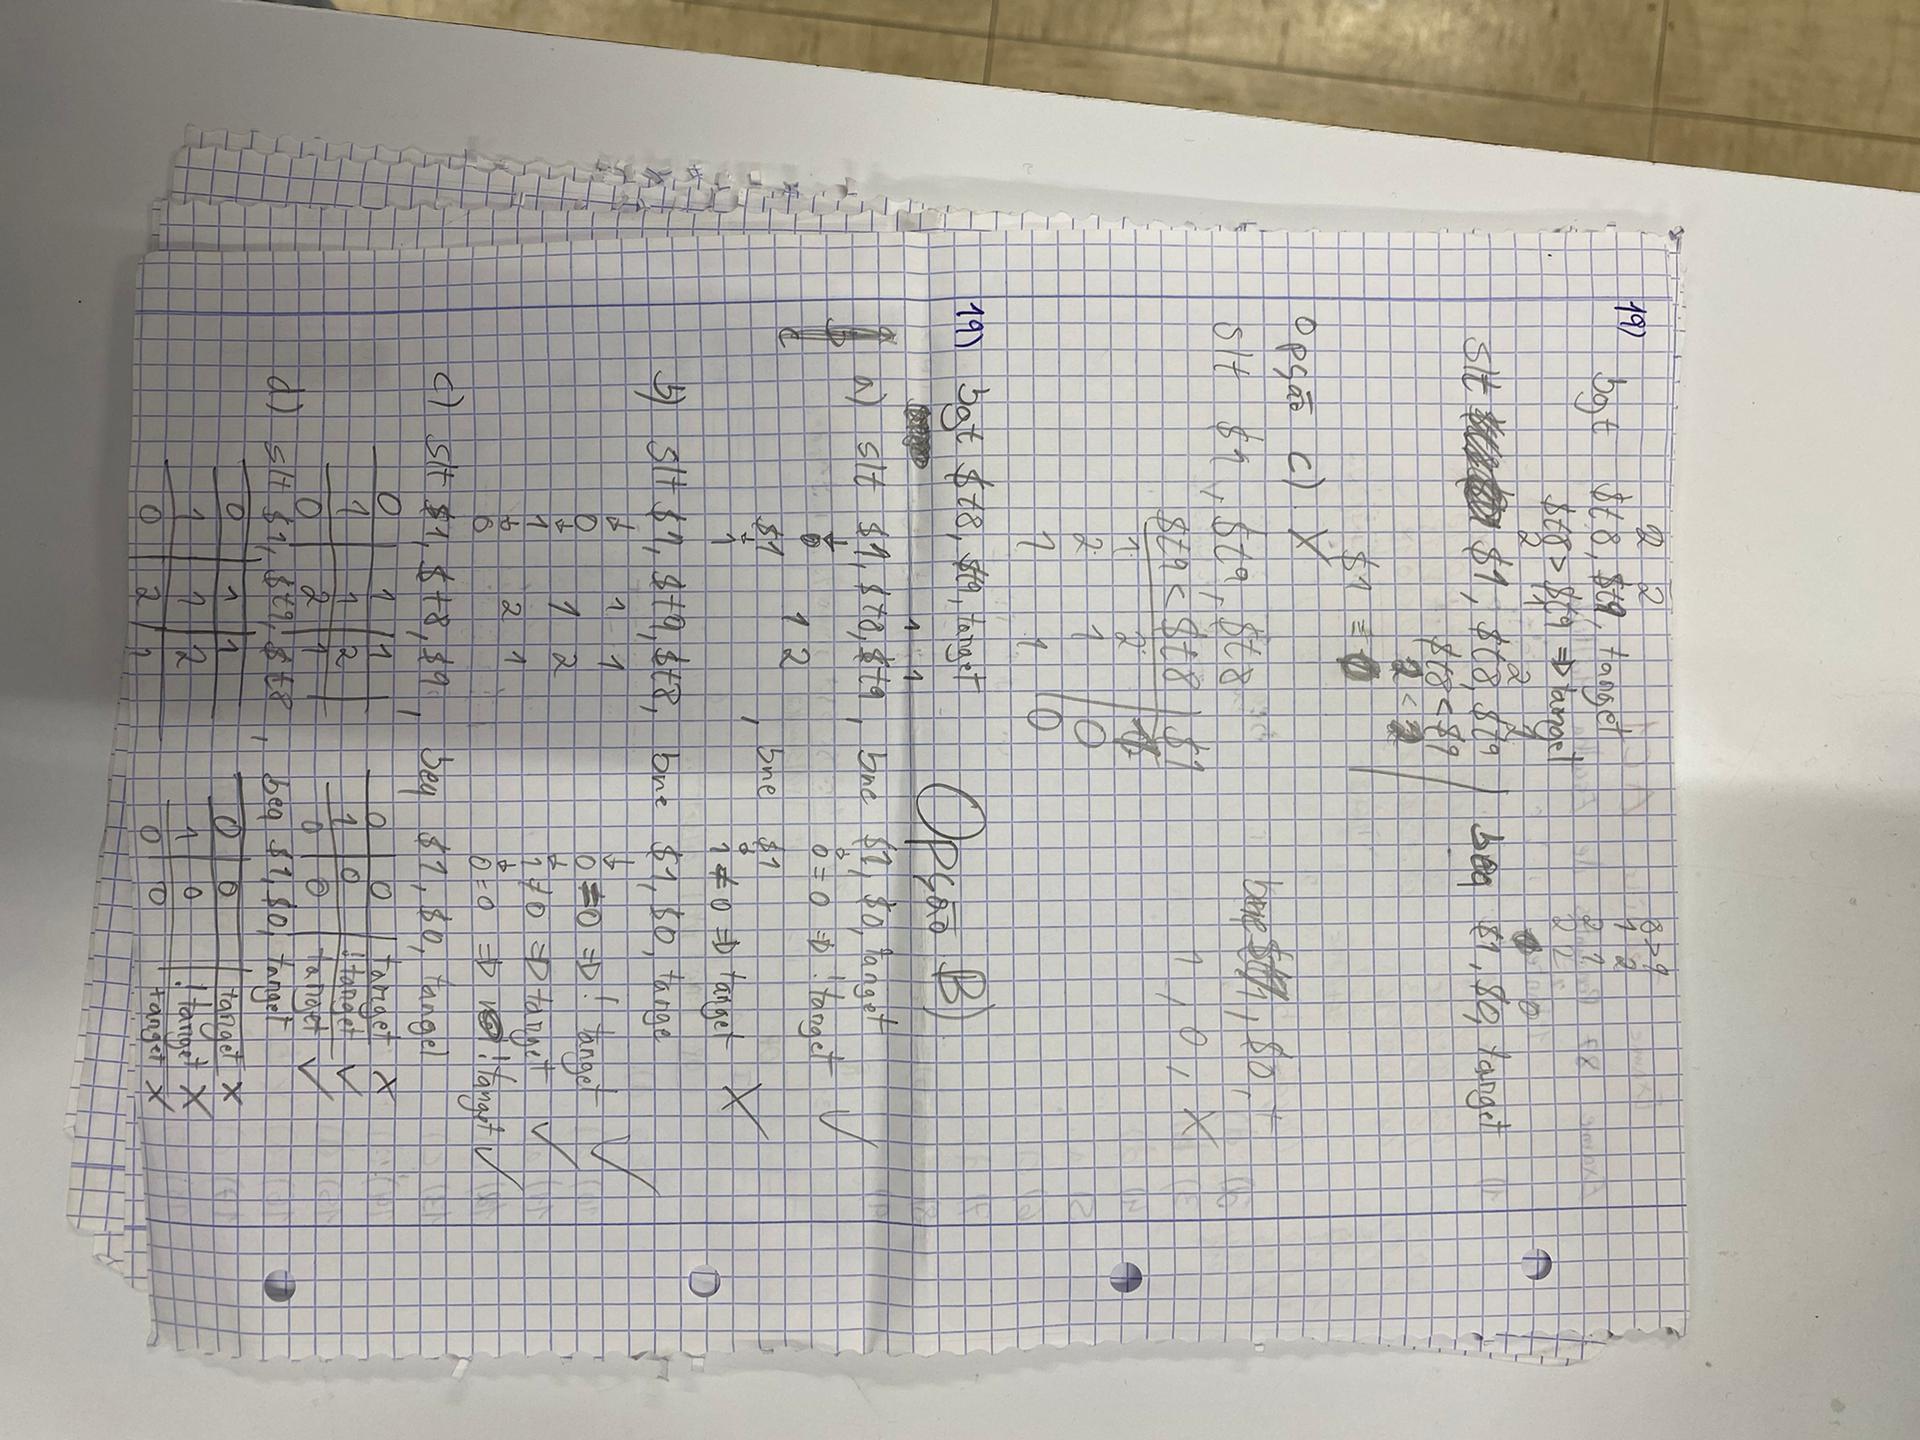 2 2
8>9
19) bgt $t8, $t9, target
1 2
2 1
$t8 > $t9 => target
2 2
2 1 2 1
0
slt $1, $t8, $t9 beq $1, $0, target
$t8 < $9
2 < 2
$1 = 0
Opção c) X
slt $1, $t9, $t8 bne $1, $0, t
$t9 < $t8 | $1 1, 0, X
1 2 1
2 1 0
1 1 0
19) bgt $t8, $t9, target Opção B)
1 1
a) slt $1, $t8, $t9, bne $1, $0, target
0 0 = 0 => !target ✓
1 2
$1 , bne $1
1 1 ≠ 0 => target X
b) slt $1, $t9, $t8, bne $1, $0, targe
1 1
0 0 = 0 => ! target ✓
1 2
1 1 ≠ 0 => target ✓
2 1
0 0 = 0 => !target ✓
c) slt $1, $t8, $9, beq $1, $0, target
0 | 1 | 1 0 | 0 | target X
1 | 1 | 2 1 | 0 | !target ✓
0 | 2 | 1 0 | 0 | target ✓
d) slt $1, $t9, $t8, beq $1, $0, target
0 | 1 | 1 0 | 0 | target X
1 | 1 | 2 1 | 0 | !target X
0 | 2 | 1 0 | 0 | target X